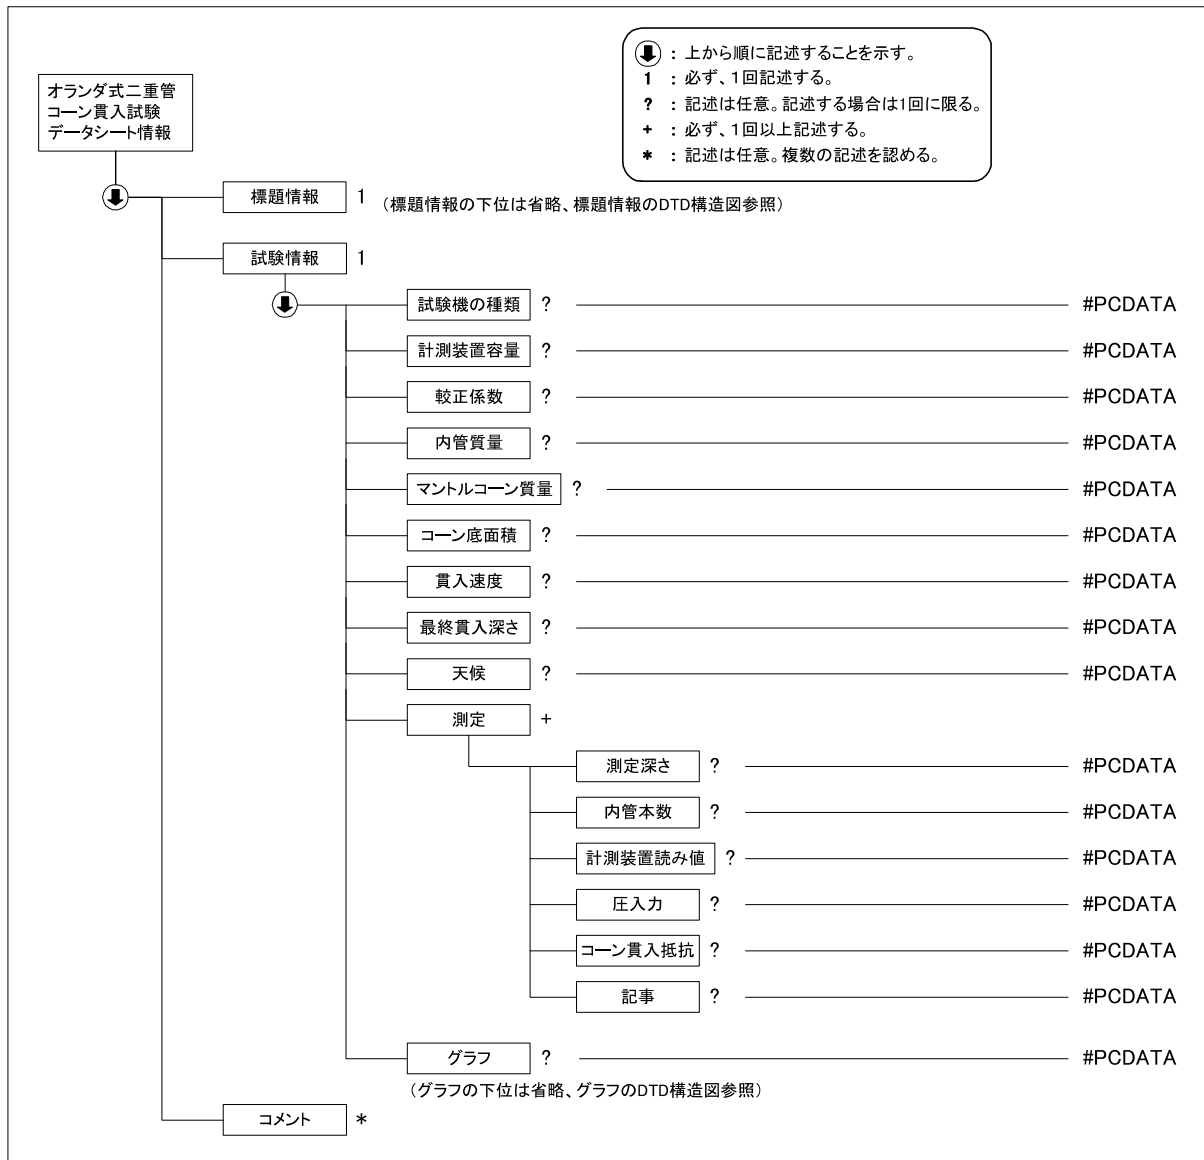 ：上から順に記述することを示す。
1 ：必ず、1回記述する。
? ：記述は任意。記述する場合は1回に限る。
+ ：必ず、1回以上記述する。
* ：記述は任意。複数の記述を認める。
オランダ式二重管
コーン貫入試験
データシート情報
標題情報 1 （標題情報の下位は省略、標題情報のDTD構造図参照）
試験情報 1
試験機の種類 ? #PCDATA
計測装置容量 ? #PCDATA
較正係数 ? #PCDATA
内管質量 ? #PCDATA
マントルコーン質量 ? #PCDATA
コーン底面積 ? #PCDATA
貫入速度 ? #PCDATA
最終貫入深さ ? #PCDATA
天候 ? #PCDATA
測定 +
測定深さ ? #PCDATA
内管本数 ? #PCDATA
計測装置読み値 ? #PCDATA
圧入力 ? #PCDATA
コーン貫入抵抗 ? #PCDATA
記事 ? #PCDATA
グラフ ? #PCDATA
（グラフの下位は省略、グラフのDTD構造図参照）
コメント *